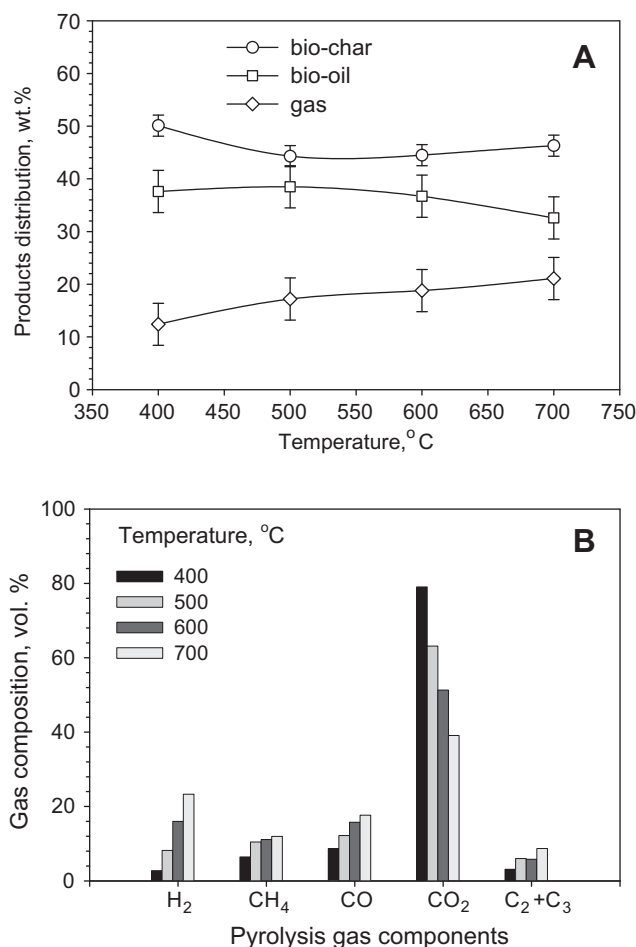 70
60
50
40
30
20
10
0
Products distribution, wt.%
bio-char
bio-oil
gas
A
350 400 450 500 550 600 650 700 750
Temperature,° C
100
80
60
40
20
0
Gas composition, vol. %
Temperature, °C
400
500
600
700
B
H₂ CH₄ CO CO₂ C₂+C₃
Pyrolysis gas components